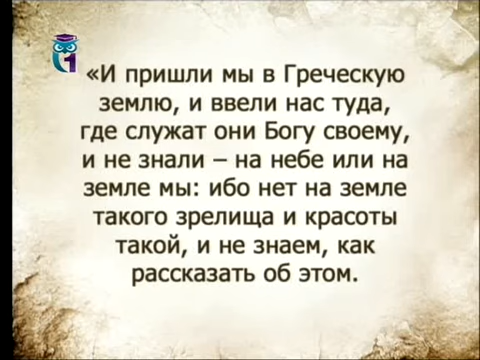 1
«И пришли мы в Греческую
землю, и ввели нас туда,
где служат они Богу своему,
и не знали – на небе или на
земле мы: ибо нет на земле
такого зрелища и красоты
такой, и не знаем, как
рассказать об этом.